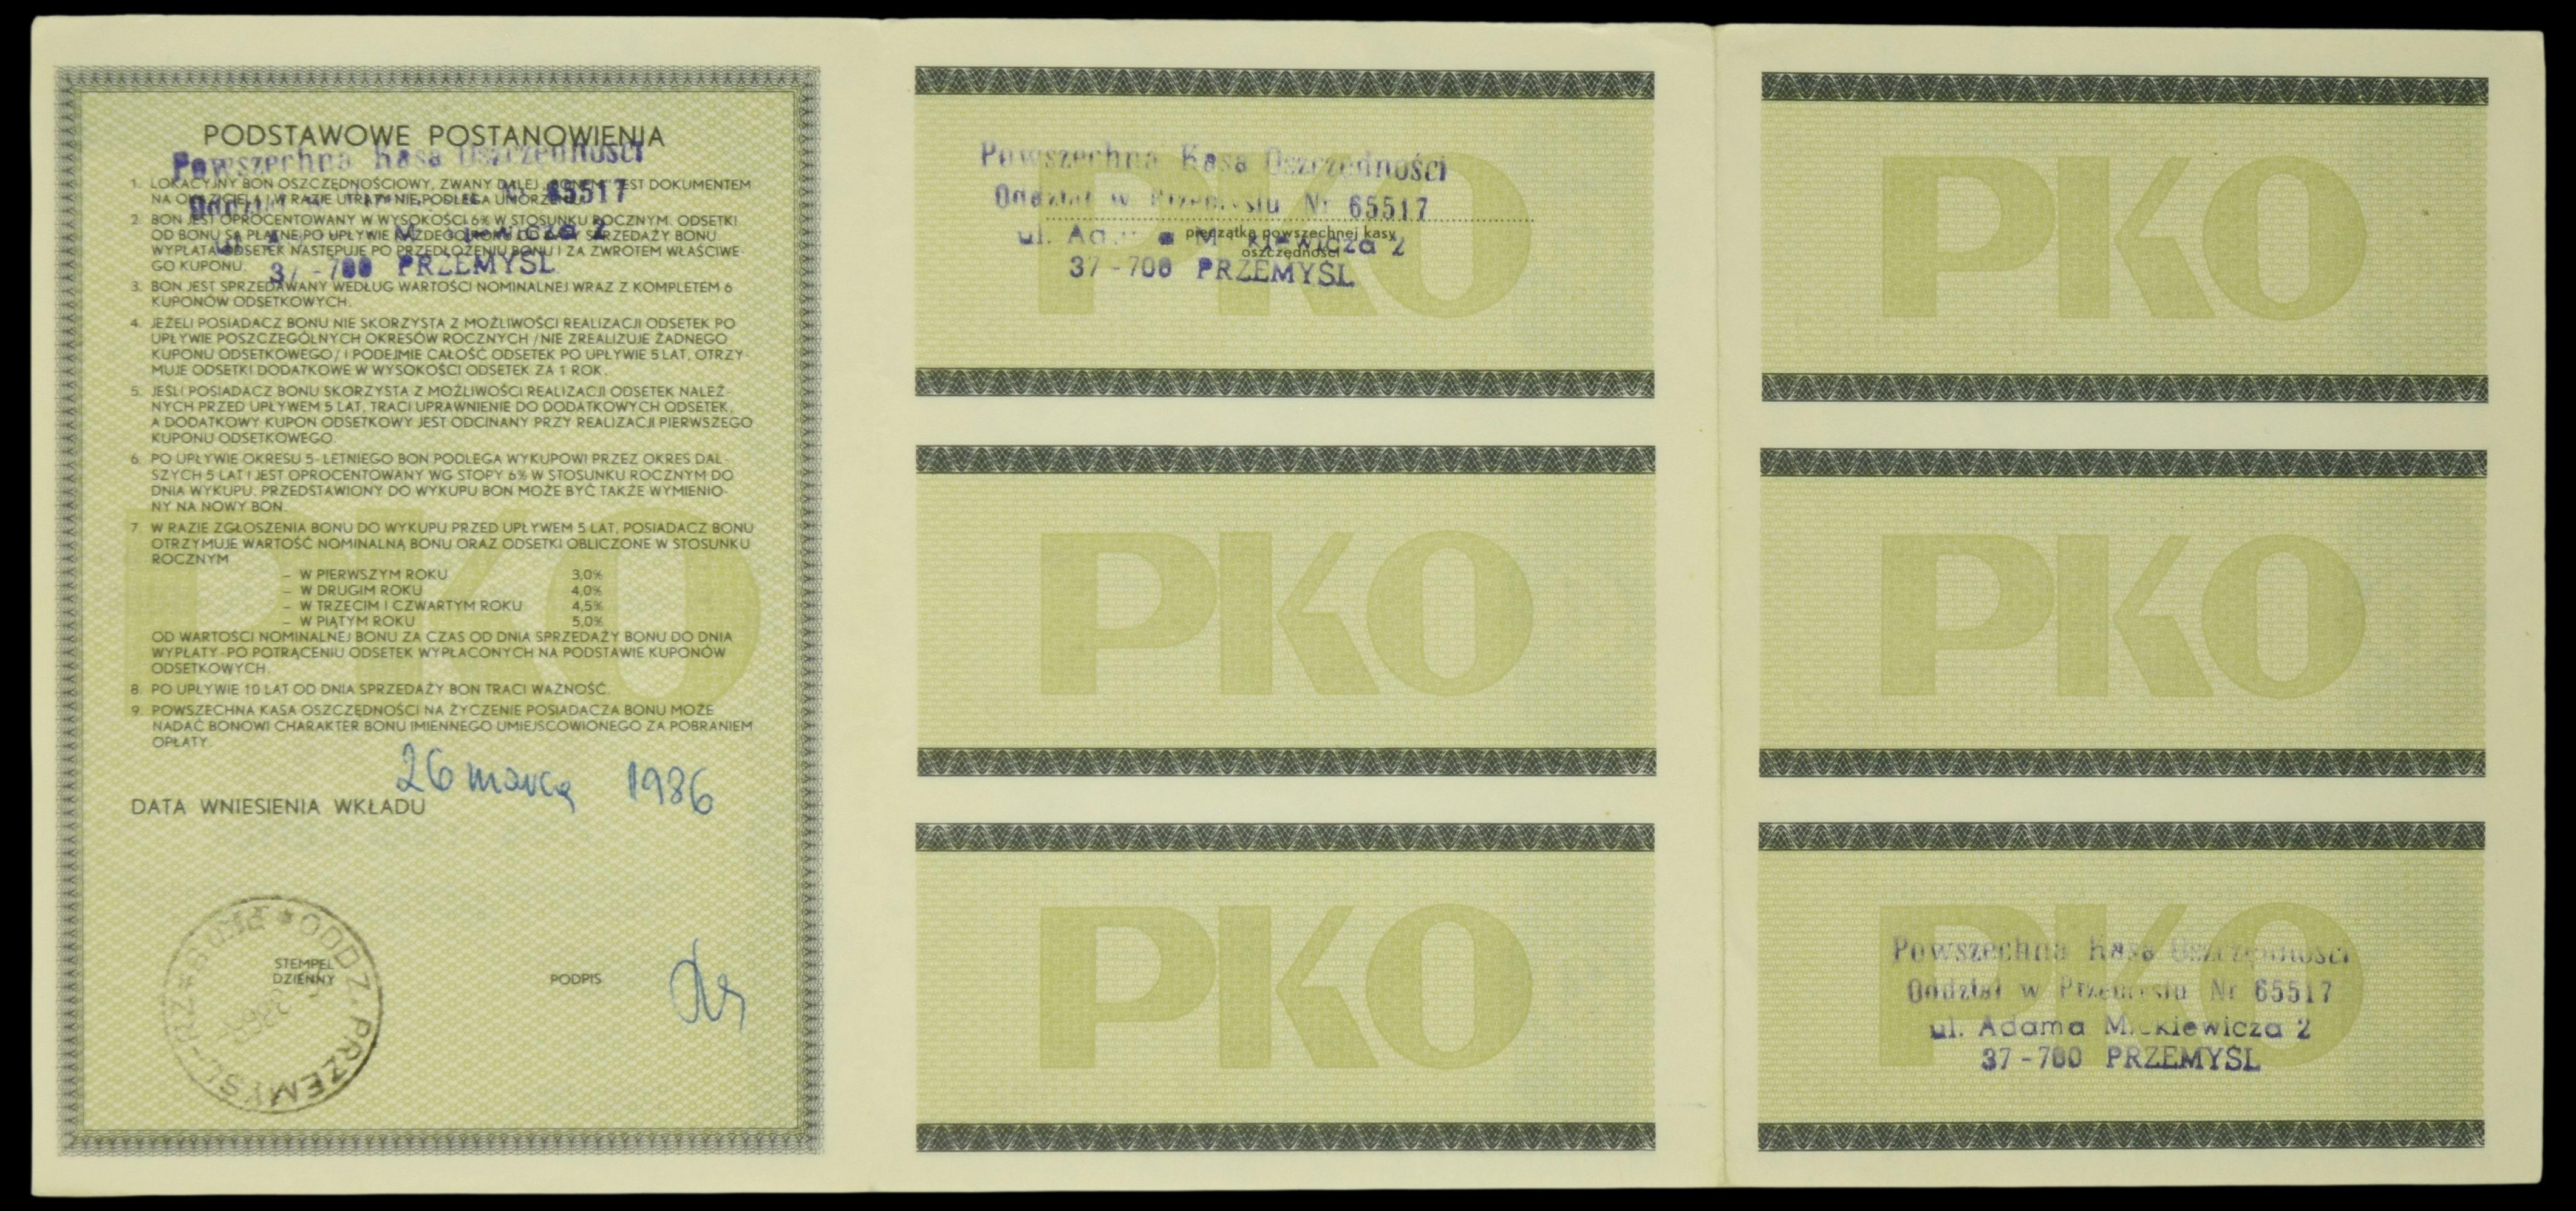 PODSTAWOWE POSTANOWIENIA
Powszechna Kasa Oszczędności
Nr 65517
37-700 PRZEMYŚL
1. LOKACYJNY BON OSZCZĘDNOŚCIOWY, ZWANY DALEJ „BONEM” JEST DOKUMENTEM
NA OKAZICIELA I W RAZIE UTRATY NIE PODLEGA UMORZENIU.
2. BON JEST OPROCENTOWANY W WYSOKOŚCI 6% W STOSUNKU ROCZNYM. ODSETKI
OD BONU SĄ PŁATNE PO UPŁYWIE KAŻDEGO ROKU OD DATY SPRZEDAŻY BONU.
WYPŁATA ODSETEK NASTĘPUJE PO PRZEDŁOŻENIU BONU I ZA ZWROTEM WŁAŚCIWE-
GO KUPONU.
3. BON JEST SPRZEDAWANY WEDŁUG WARTOŚCI NOMINALNEJ WRAZ Z KOMPLETEM 6
KUPONÓW ODSETKOWYCH.
4. JEŻELI POSIADACZ BONU NIE SKORZYSTA Z MOŻLIWOŚCI REALIZACJI ODSETEK PO
UPŁYWIE POSZCZEGÓLNYCH OKRESÓW ROCZNYCH /NIE ZREALIZUJE ŻADNEGO
KUPONU ODSETKOWEGO/ I PODEJMIE CAŁOŚĆ ODSETEK PO UPŁYWIE 5 LAT, OTRZY-
MUJE ODSETKI DODATKOWE W WYSOKOŚCI ODSETEK ZA 1 ROK.
5. JEŚLI POSIADACZ BONU SKORZYSTA Z MOŻLIWOŚCI REALIZACJI ODSETEK NALEŻ-
NYCH PRZED UPŁYWEM 5 LAT, TRACI UPRAWNIENIE DO DODATKOWYCH ODSETEK,
A DODATKOWY KUPON ODSETKOWY JEST ODCINANY PRZY REALIZACJI PIERWSZEGO
KUPONU ODSETKOWEGO.
6. PO UPŁYWIE OKRESU 5-LETNIEGO BON PODLEGA WYKUPOWI PRZEZ OKRES DAL-
SZYCH 5 LAT I JEST OPROCENTOWANY WG STOPY 6% W STOSUNKU ROCZNYM DO
DNIA WYKUPU. PRZEDSTAWIONY DO WYKUPU BON MOŻE BYĆ TAKŻE WYMIENIO-
NY NA NOWY BON.
7. W RAZIE ZGŁOSZENIA BONU DO WYKUPU PRZED UPŁYWEM 5 LAT, POSIADACZ BONU
OTRZYMUJE WARTOŚĆ NOMINALNĄ BONU ORAZ ODSETKI OBLICZONE W STOSUNKU
ROCZNYM
– W PIERWSZYM ROKU 3,0%
– W DRUGIM ROKU 4,0%
– W TRZECIM I CZWARTYM ROKU 4,5%
– W PIĄTYM ROKU 5,0%
OD WARTOŚCI NOMINALNEJ BONU ZA CZAS OD DNIA SPRZEDAŻY BONU DO DNIA
WYPŁATY - PO POTRĄCENIU ODSETEK WYPŁACONYCH NA PODSTAWIE KUPONÓW
ODSETKOWYCH.
8. PO UPŁYWIE 10 LAT OD DNIA SPRZEDAŻY BON TRACI WAŻNOŚĆ.
9. POWSZECHNA KASA OSZCZĘDNOŚCI NA ŻYCZENIE POSIADACZA BONU MOŻE
NADAĆ BONOWI CHARAKTER BONU IMIENNEGO UMIEJSCOWIONEGO ZA POBRANIEM
OPŁATY.
PKO
26 marca 1986
DATA WNIESIENIA WKŁADU
ODDZ. PRZEMYŚL
STEMPEL
DZIENNY
PODPIS
Powszechna Kasa Oszczędności
Oddział w Przemyślu Nr 65517
ul. Adama Mickiewicza 2
37-700 PRZEMYŚL
pieczątka powszechnej kasy
oszczędności
PKO
PKO
PKO
PKO
PKO
Powszechna Kasa Oszczędności
Oddział w Przemyślu Nr 65517
ul. Adama Mickiewicza 2
37-700 PRZEMYŚL
PKO